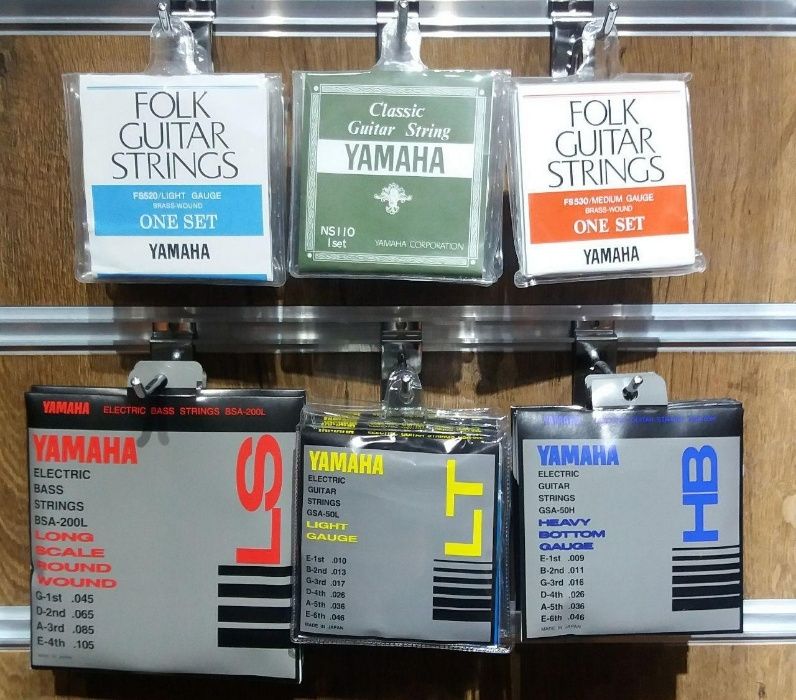 FOLK
GUITAR
STRINGS
FS520/LIGHT GAUGE
BRASS-WOUND
ONE SET
YAMAHA
Classic
Guitar String
YAMAHA
NS110
1set
YAMAHA CORPORATION
FOLK
GUITAR
STRINGS
FS530/MEDIUM GAUGE
BRASS-WOUND
ONE SET
YAMAHA
YAMAHA ELECTRIC BASS STRINGS BSA-200L
YAMAHA
ELECTRIC
BASS
STRINGS
BSA-200L
LONG
SCALE
ROUND
WOUND
G-1st .045
D-2nd .065
A-3rd .085
E-4th .105
MADE IN JAPAN
LS
YAMAHA
ELECTRIC
GUITAR
STRINGS
GSA-50L
LIGHT
GAUGE
E-1st .010
B-2nd .013
G-3rd .017
D-4th .026
A-5th .036
E-6th .046
MADE IN JAPAN
LT
YAMAHA
ELECTRIC
GUITAR
STRINGS
GSA-50H
HEAVY
BOTTOM
GAUGE
E-1st .009
B-2nd .011
G-3rd .016
D-4th .026
A-5th .036
E-6th .046
MADE IN JAPAN
HB